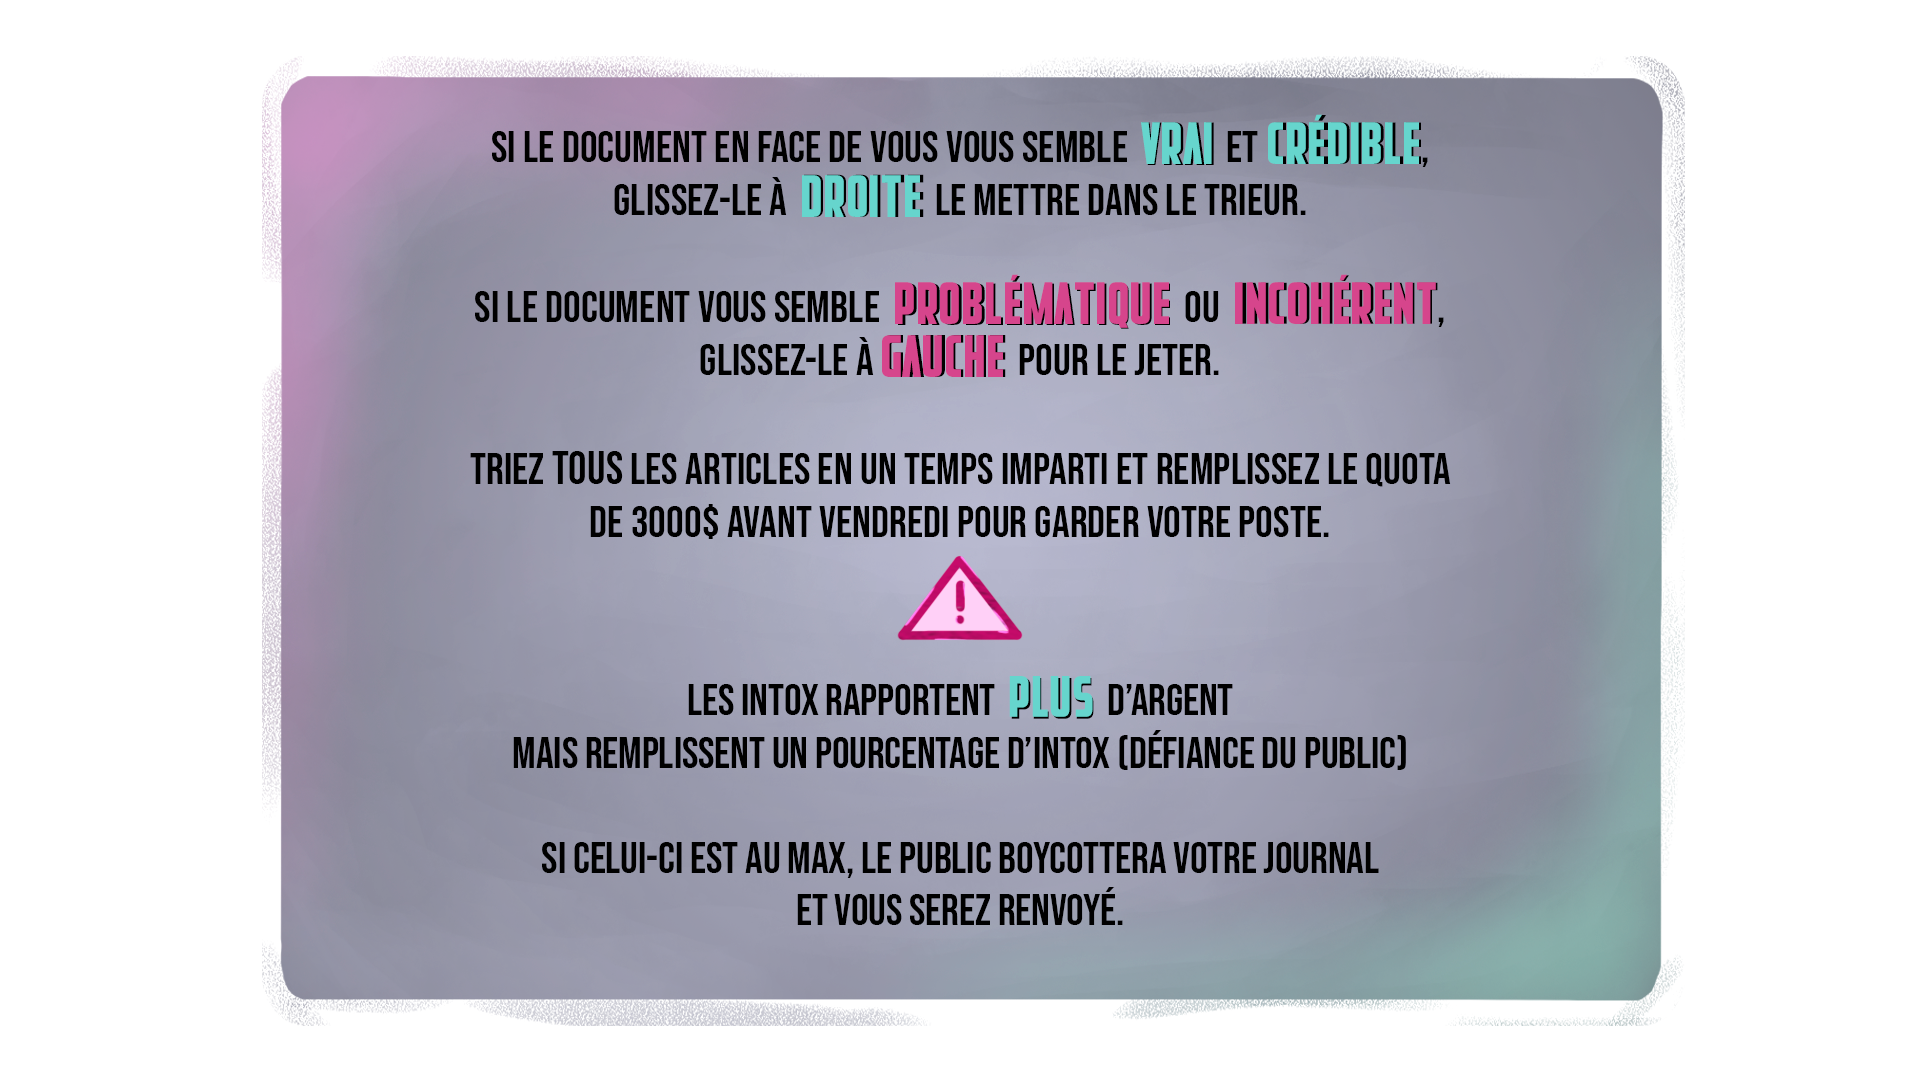 SI LE DOCUMENT EN FACE DE VOUS VOUS SEMBLE VRAI ET CRÉDIBLE,
GLISSEZ-LE À DROITE LE METTRE DANS LE TRIEUR.
SI LE DOCUMENT VOUS SEMBLE PROBLÉMATIQUE OU INCOHÉRENT,
GLISSEZ-LE À GAUCHE POUR LE JETER.
TRIEZ TOUS LES ARTICLES EN UN TEMPS IMPARTI ET REMPLISSEZ LE QUOTA
DE 3000$ AVANT VENDREDI POUR GARDER VOTRE POSTE.
!
LES INTOX RAPPORTENT PLUS D'ARGENT
MAIS REMPLISSENT UN POURCENTAGE D'INTOX (DÉFIANCE DU PUBLIC)
SI CELUI-CI EST AU MAX, LE PUBLIC BOYCOTTERA VOTRE JOURNAL
ET VOUS SEREZ RENVOYÉ.